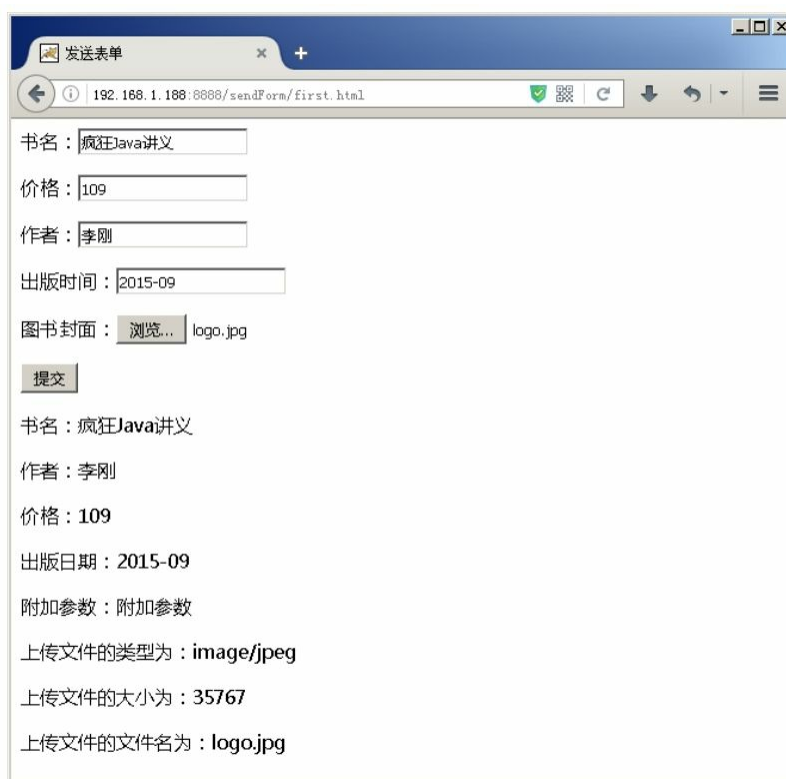 发送表单
192.168.1.188:8888/sendForm/first.html
书名：疯狂Java讲义
价格：109
作者：李刚
出版时间：2015-09
图书封面：浏览... logo.jpg
提交
书名：疯狂Java讲义
作者：李刚
价格：109
出版日期：2015-09
附加参数：附加参数
上传文件的类型为：image/jpeg
上传文件的大小为：35767
上传文件的文件名为：logo.jpg